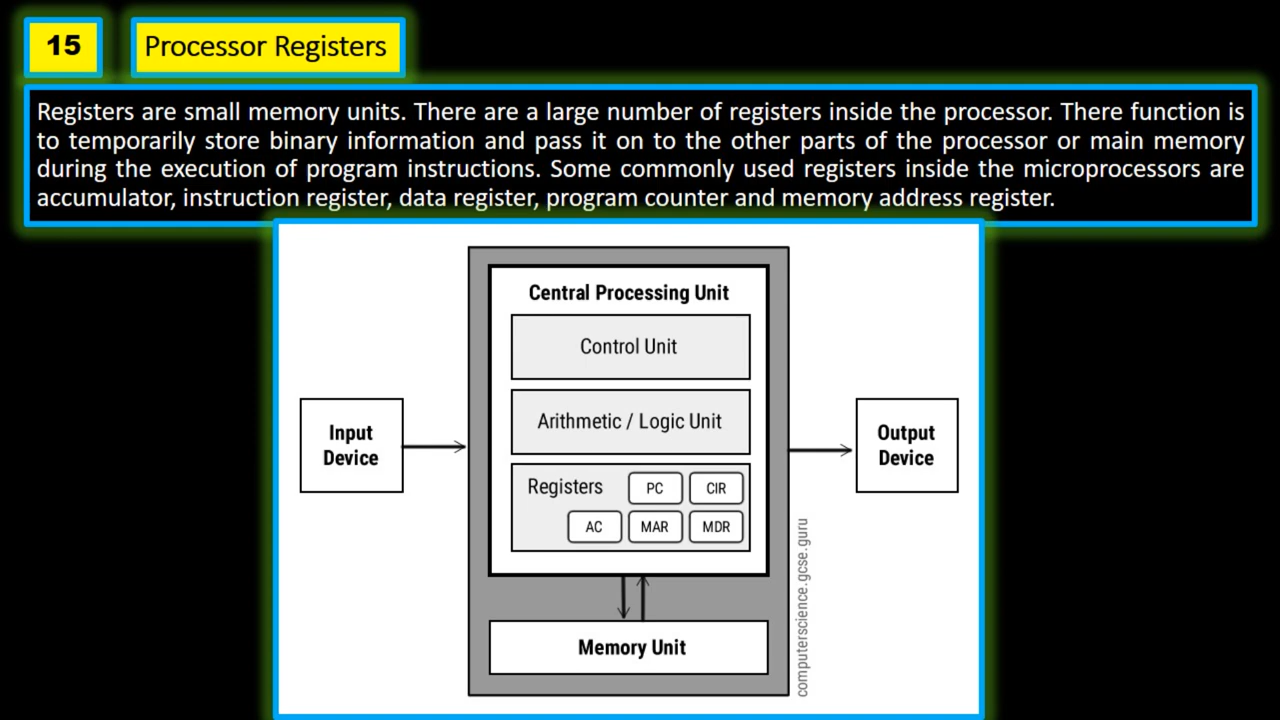 15
Processor Registers
Registers are small memory units. There are a large number of registers inside the processor. There function is
to temporarily store binary information and pass it on to the other parts of the processor or main memory
during the execution of program instructions. Some commonly used registers inside the microprocessors are
accumulator, instruction register, data register, program counter and memory address register.
Central Processing Unit
Control Unit
Arithmetic / Logic Unit
Input
Device
Output
Device
Registers
PC
CIR
AC
MAR
MDR
Memory Unit
computerscience.gcse.guru